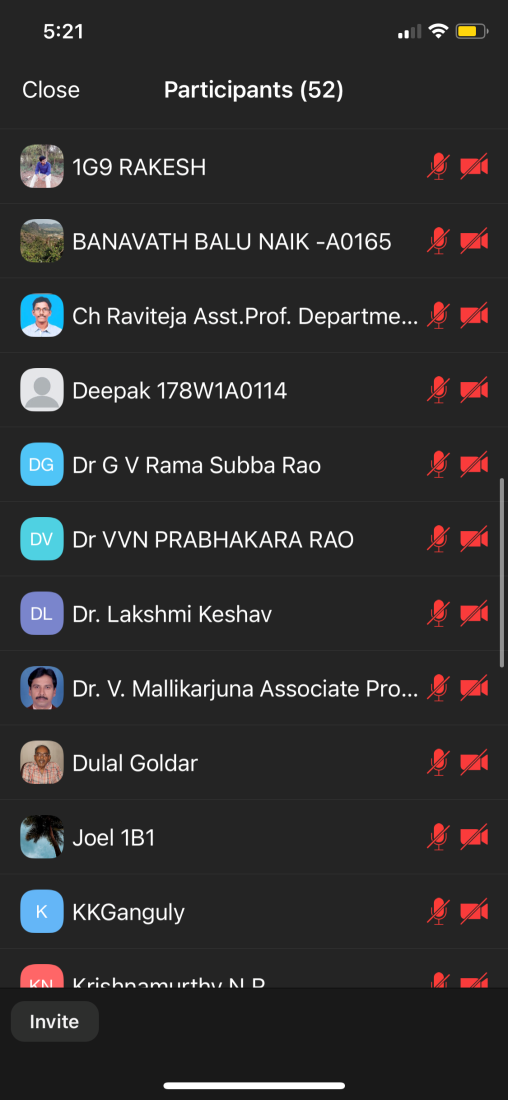 5:21
Close Participants (52)
1G9 RAKESH
BANAVATH BALU NAIK -A0165
Ch Raviteja Asst.Prof. Departme...
Deepak 178W1A0114
DG Dr G V Rama Subba Rao
DV Dr VVN PRABHAKARA RAO
DL Dr. Lakshmi Keshav
Dr. V. Mallikarjuna Associate Pro...
Dulal Goldar
Joel 1B1
K KKGanguly
KN Krishnamurthy N R
Invite